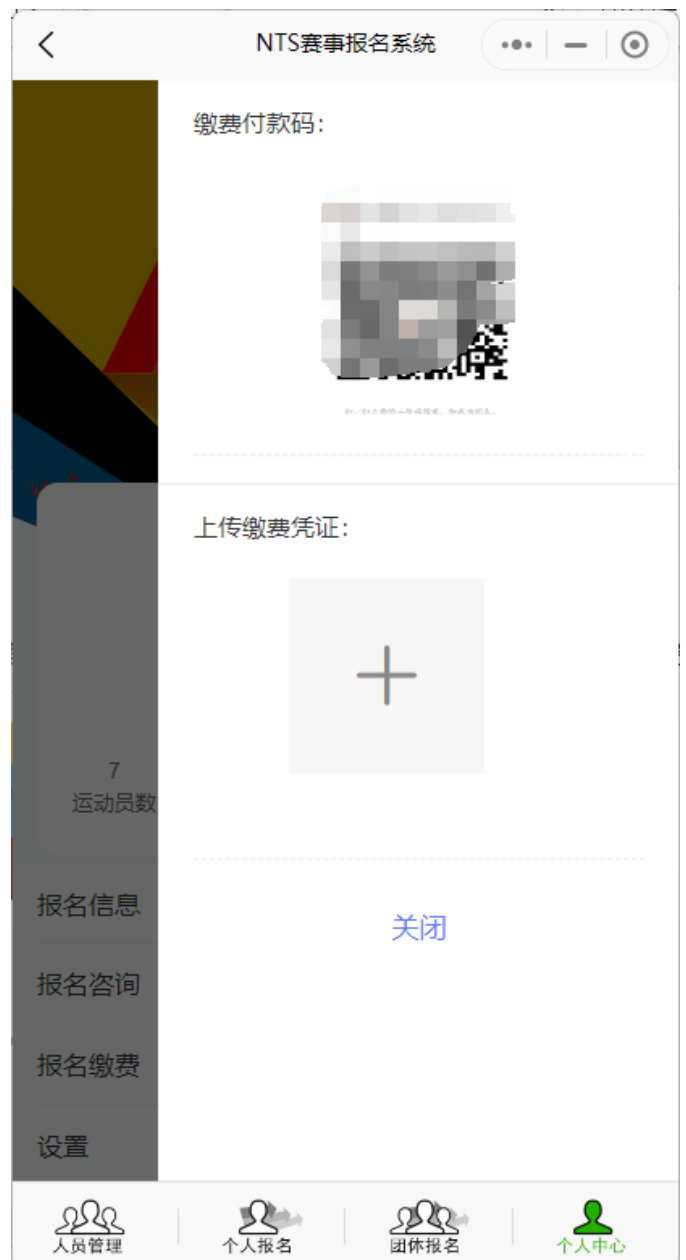 NTS赛事报名系统
缴费付款码：
上传缴费凭证：
7
运动员数
关闭
报名信息
报名咨询
报名缴费
设置
人员管理
个人报名
团体报名
个人中心